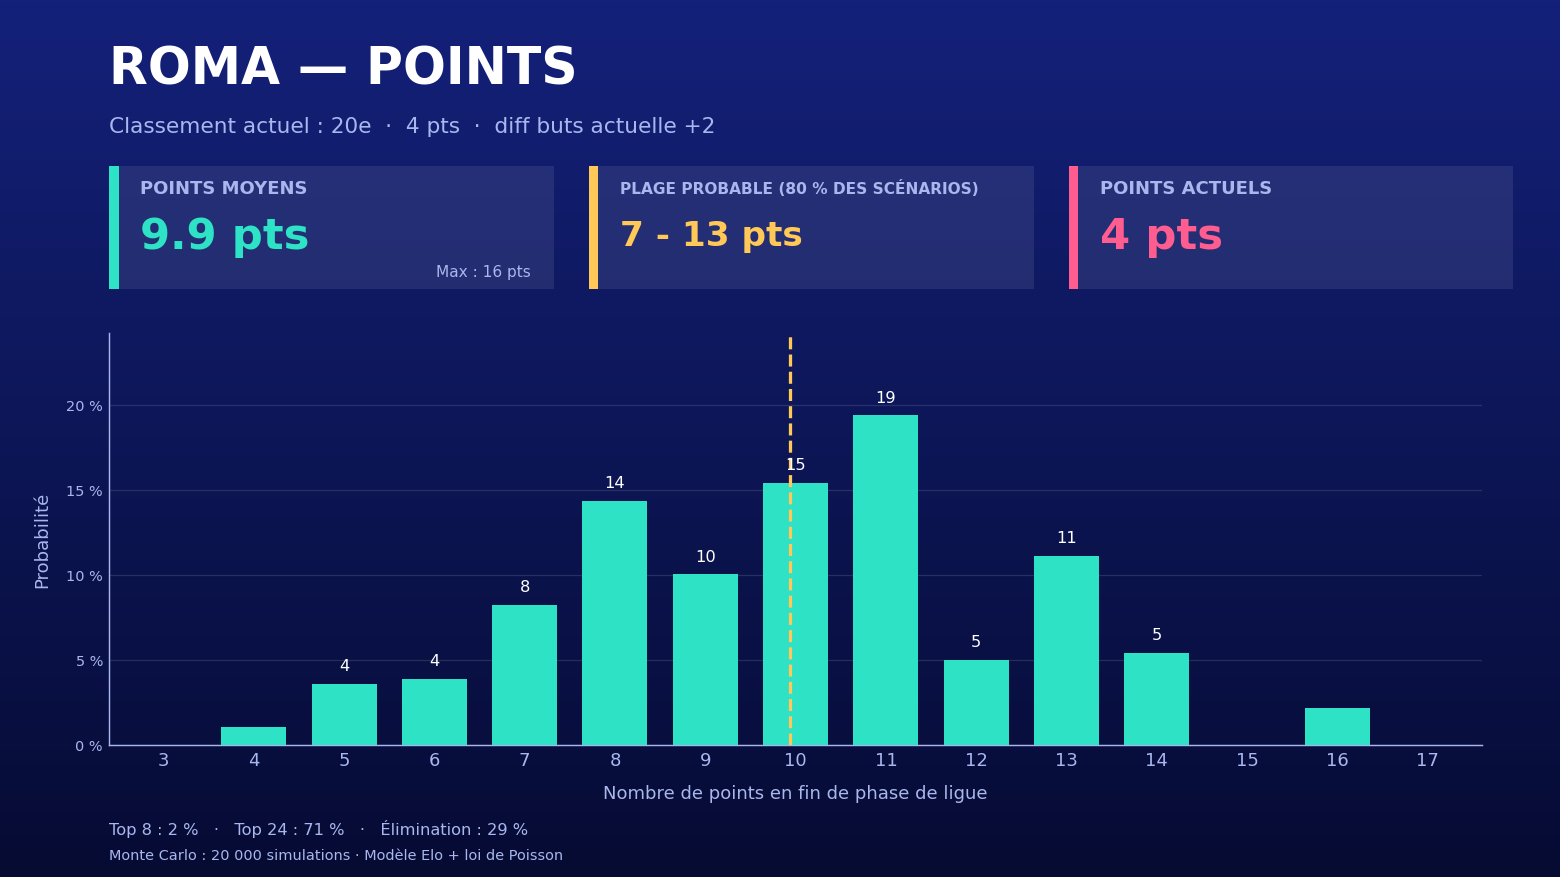 ROMA — POINTS
Classement actuel : 20e · 4 pts · diff buts actuelle +2
POINTS MOYENS
9.9 pts
Max : 16 pts
PLAGE PROBABLE (80 % DES SCÉNARIOS)
7 - 13 pts
POINTS ACTUELS
4 pts
Probabilité
20 %
15 %
10 %
5 %
0 %
4
4
8
14
10
15
19
5
11
5
3 4 5 6 7 8 9 10 11 12 13 14 15 16 17
Nombre de points en fin de phase de ligue
Top 8 : 2 % · Top 24 : 71 % · Élimination : 29 %
Monte Carlo : 20 000 simulations · Modèle Elo + loi de Poisson